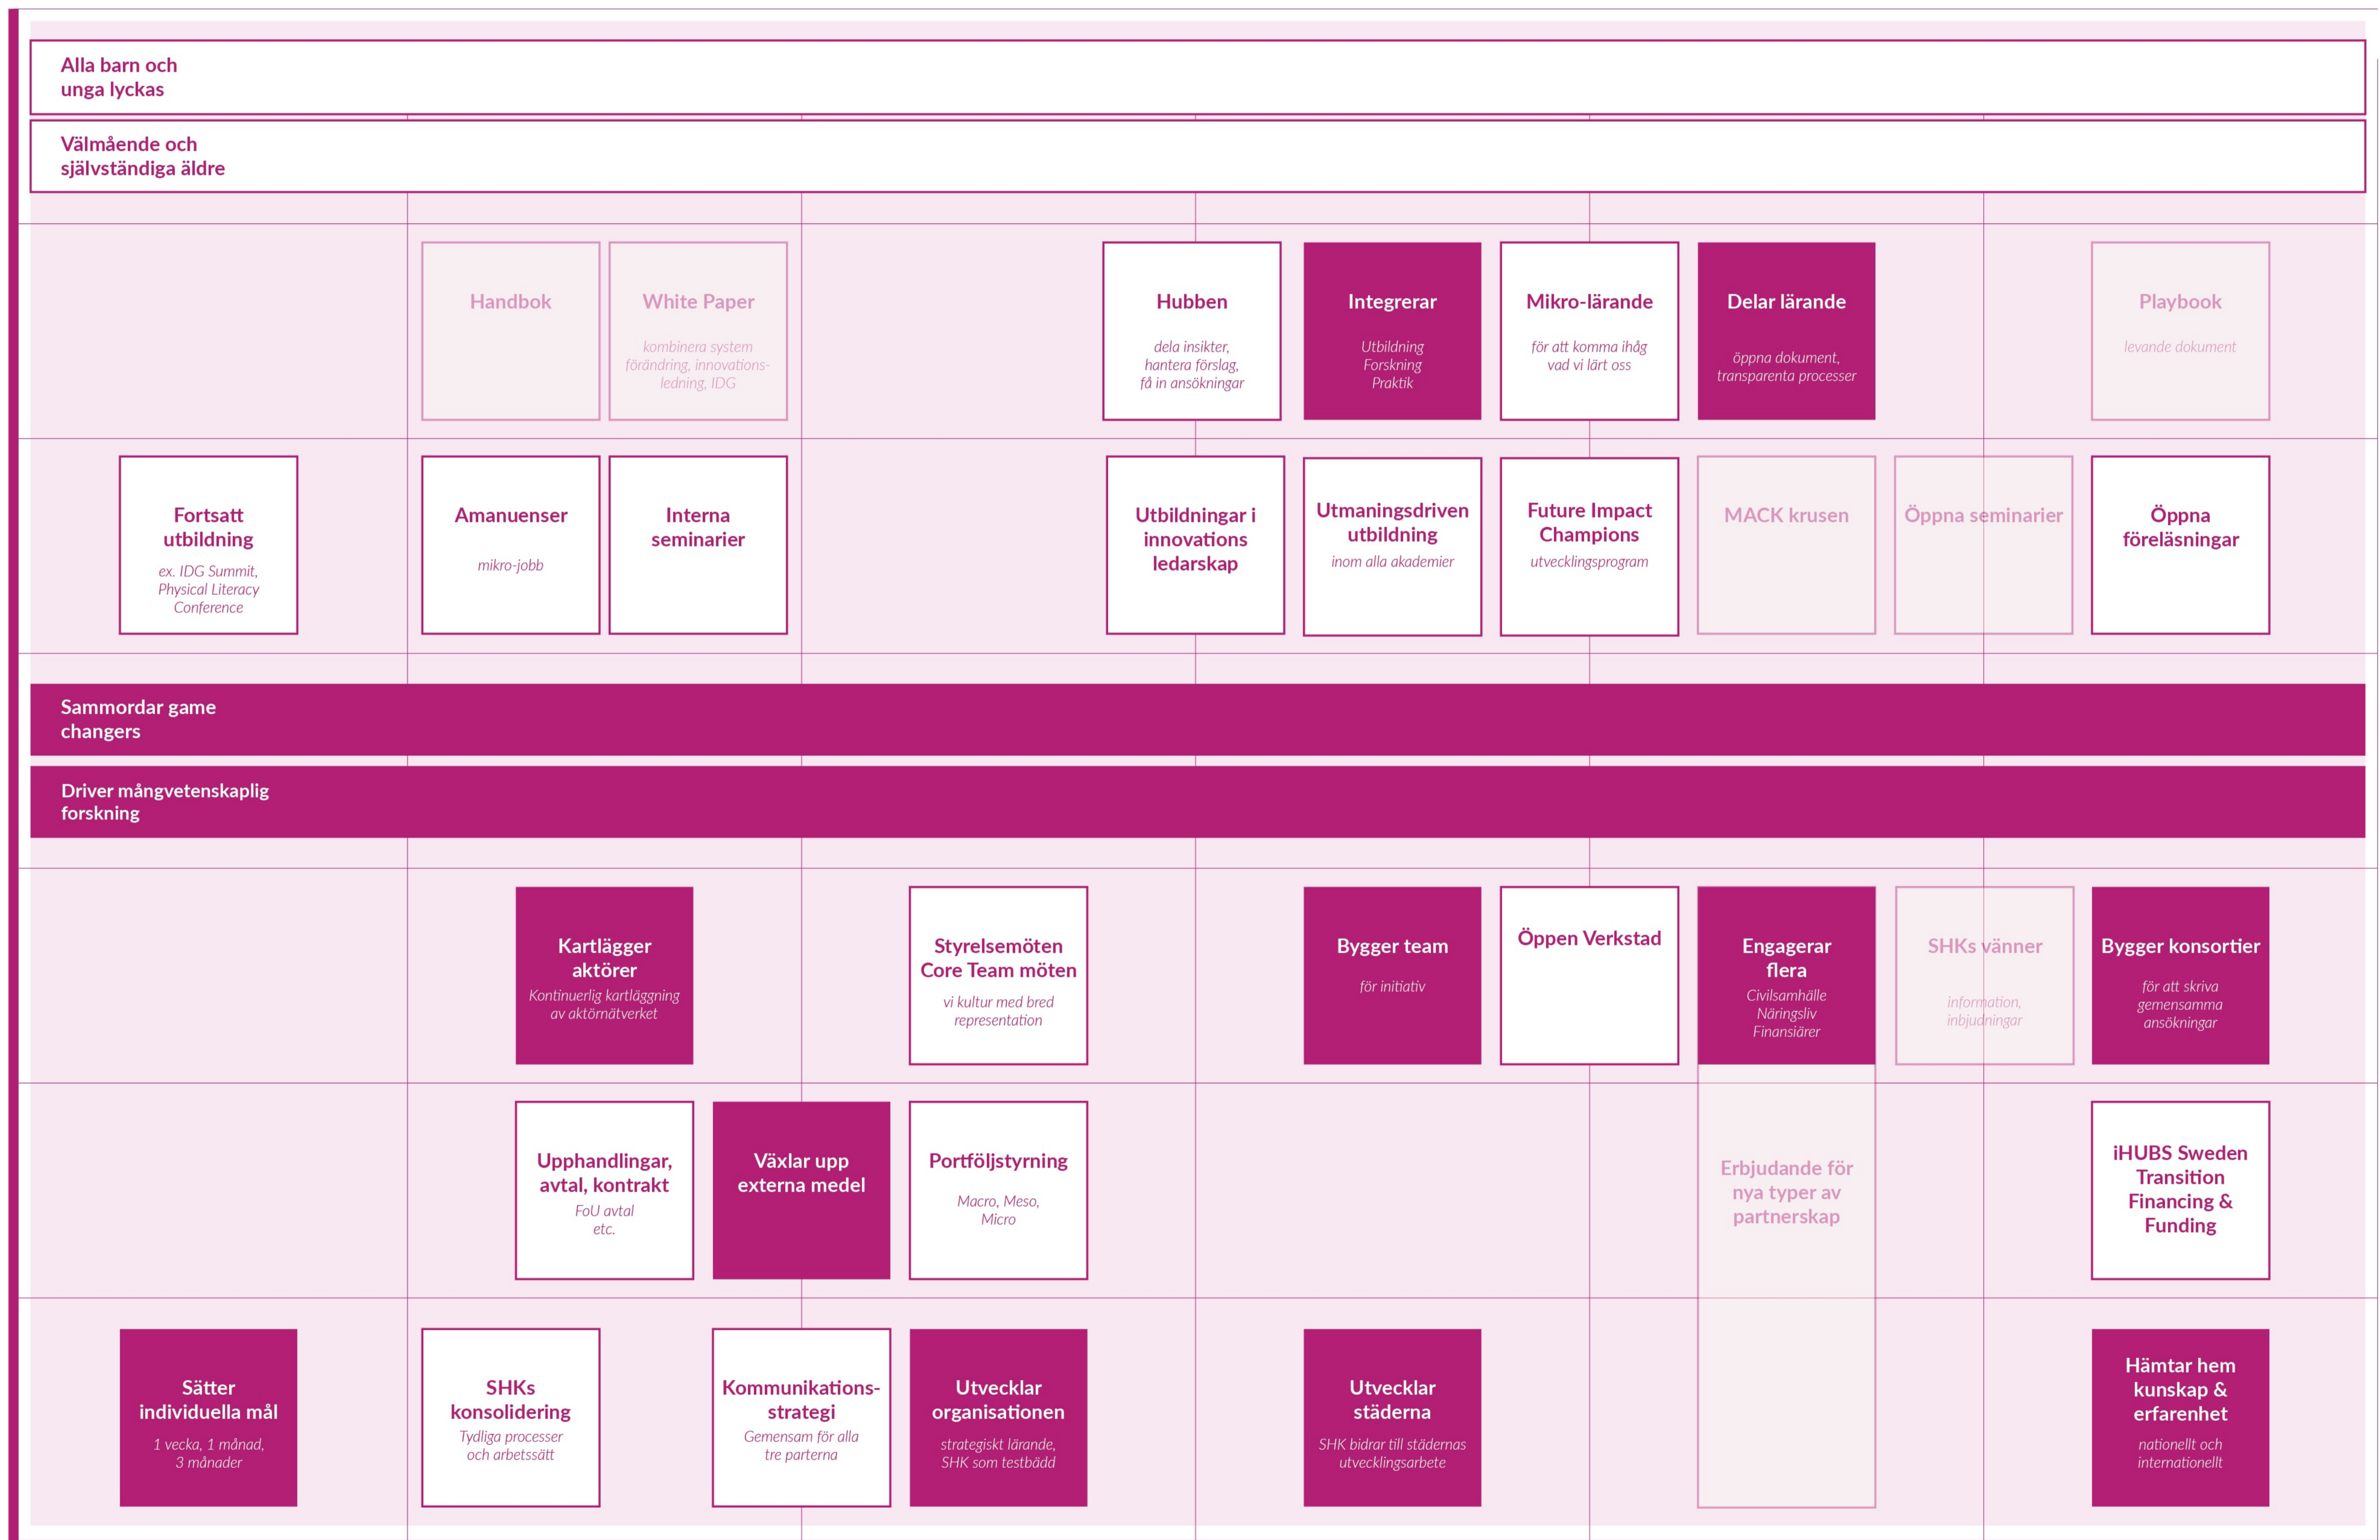 Alla barn och
unga lyckas
Välmående och
självständiga äldre
Handbok
White Paper
kombinera system
förändring, innovations-
ledning, IDG
Hubben
dela insikter,
hantera förslag,
få in ansökningar
Integrerar
Utbildning
Forskning
Praktik
Mikro-lärande
för att komma ihåg
vad vi lärt oss
Delar lärande
öppna dokument,
transparenta processer
Playbook
levande dokument
Fortsatt
utbildning
ex. IDG Summit,
Physical Literacy
Conference
Amanuenser
mikro-jobb
Interna
seminarier
Utbildningar i
innovations
ledarskap
Utmaningsdriven
utbildning
inom alla akademier
Future Impact
Champions
utvecklingsprogram
MACK krusen
Öppna seminarier
Öppna
föreläsningar
Sammordar game
changers
Driver mångvetenskaplig
forskning
Kartlägger
aktörer
Kontinuerlig kartläggning
av aktörnätverket
Styrelsemöten
Core Team möten
vi kultur med bred
representation
Bygger team
för initiativ
Öppen Verkstad
Engagerar
flera
Civilsamhälle
Näringsliv
Finansiärer
SHKs vänner
information,
inbjudningar
Bygger konsortier
för att skriva
gemensamma
ansökningar
Upphandlingar,
avtal, kontrakt
FoU avtal
etc.
Växlar upp
externa medel
Portföljstyrning
Macro, Meso,
Micro
Erbjudande för
nya typer av
partnerskap
iHUBS Sweden
Transition
Financing &
Funding
Sätter
individuella mål
1 vecka, 1 månad,
3 månader
SHKs
konsolidering
Tydliga processer
och arbetssätt
Kommunikations-
strategi
Gemensam för alla
tre parterna
Utvecklar
organisationen
strategiskt lärande,
SHK som testbädd
Utvecklar
städerna
SHK bidrar till städernas
utvecklingsarbete
Hämtar hem
kunskap &
erfarenhet
nationellt och
internationellt